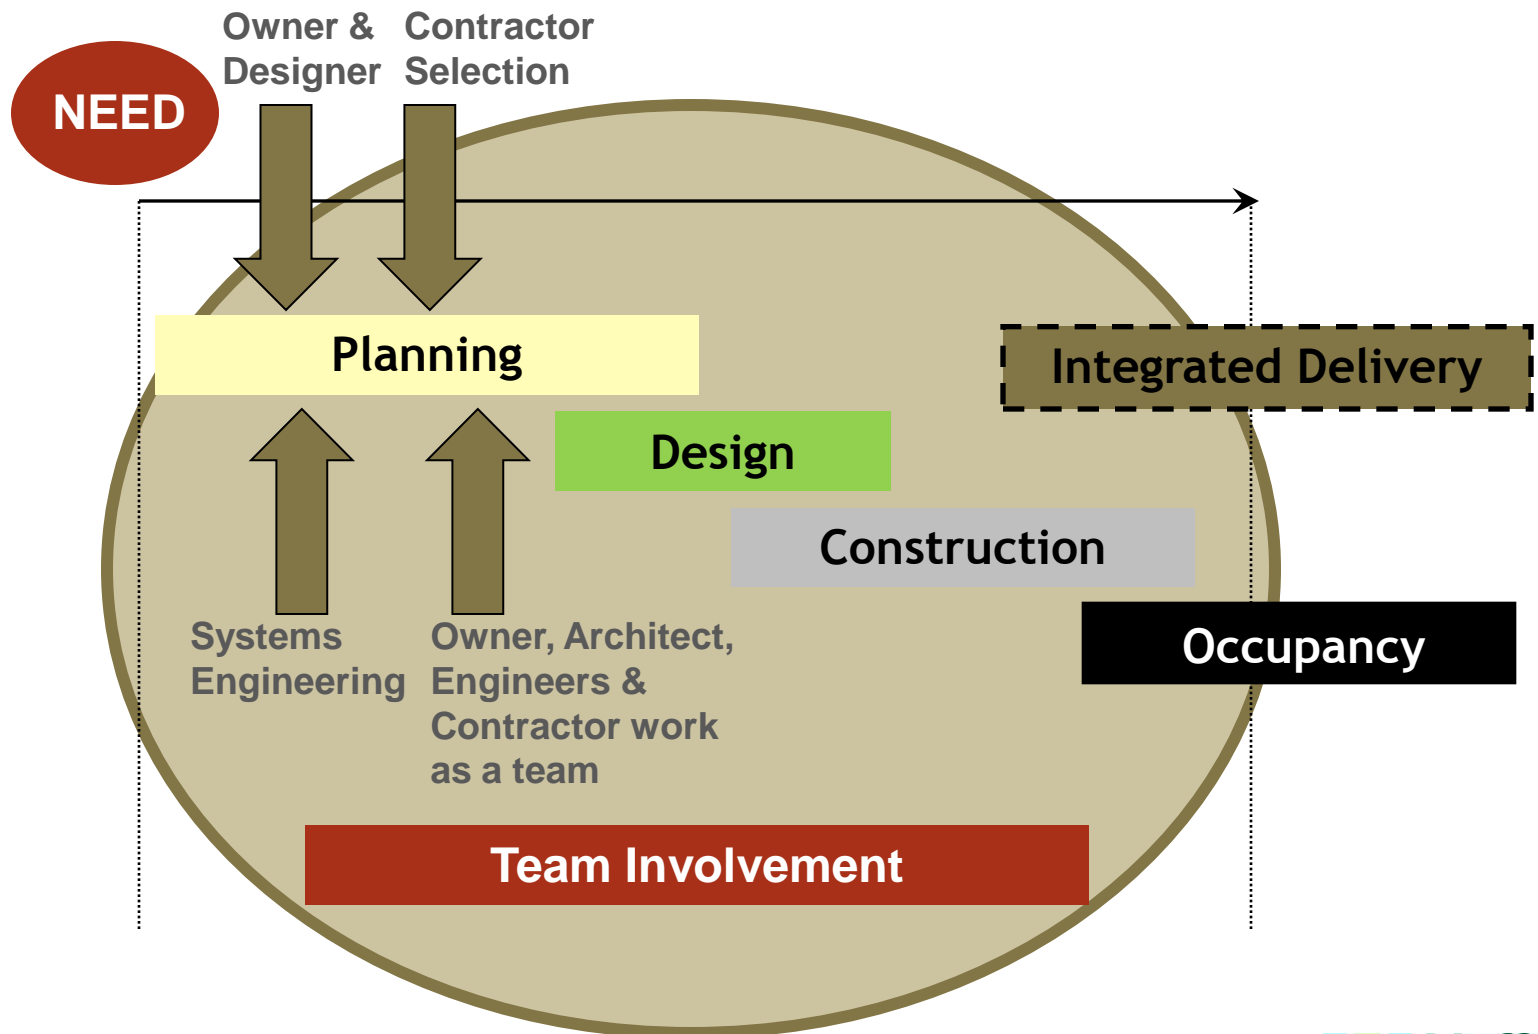 Owner &
Designer
Contractor
Selection
NEED
Planning
Integrated Delivery
Design
Construction
Occupancy
Systems
Engineering
Owner, Architect,
Engineers &
Contractor work
as a team
Team Involvement